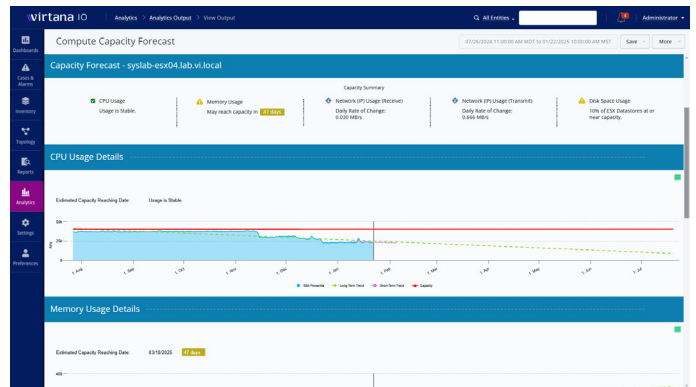 virtana IO
Analytics > Analytics Output > View Output
All Entities
Administrator
Dashboards
Cases & Alarms
Inventory
Topology
Reports
Analytics
Settings
Preferences
Compute Capacity Forecast
07/26/2024 11:00:00 AM MDT to 01/22/2025 10:00:00 AM MST
Save
More
Capacity Forecast - syslab-esx04.lab.vi.local
Capacity Summary
CPU Usage
Usage is Stable.
Memory Usage
May reach capacity in 47 days
Network (IP) Usage (Receive)
Daily Rate of Change:
0.030 MB/s
Network (IP) Usage (Transmit)
Daily Rate of Change:
0.666 MB/s
Disk Space Usage
10% of ESX Datastores at or
near capacity.
CPU Usage Details
Estimated Capacity Reaching Date: Usage is Stable
50k
25k
0
1. Aug 1. Sep 1. Oct 1. Nov 1. Dec 1. Jan 1. Feb 1. Mar 1. Apr 1. May 1. Jun 1. Jul
95th Percentile Long Term Trend Short Term Trend Capacity
Memory Usage Details
Estimated Capacity Reaching Date: 03/10/2025 47 days